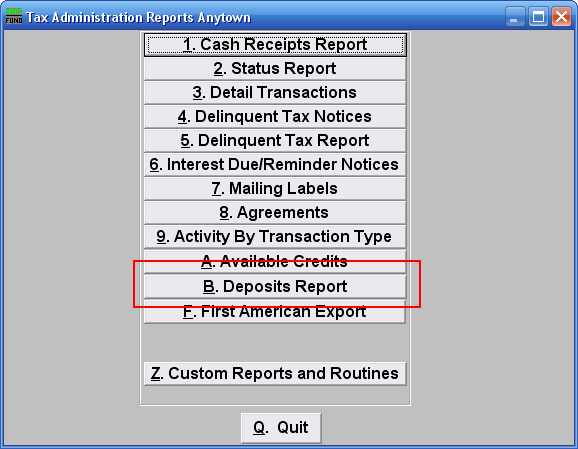 FUND
Tax Administration Reports Anytown
1. Cash Receipts Report
2. Status Report
3. Detail Transactions
4. Delinquent Tax Notices
5. Delinquent Tax Report
6. Interest Due/Reminder Notices
7. Mailing Labels
8. Agreements
9. Activity By Transaction Type
A. Available Credits
B. Deposits Report
F. First American Export
Z. Custom Reports and Routines
Q. Quit